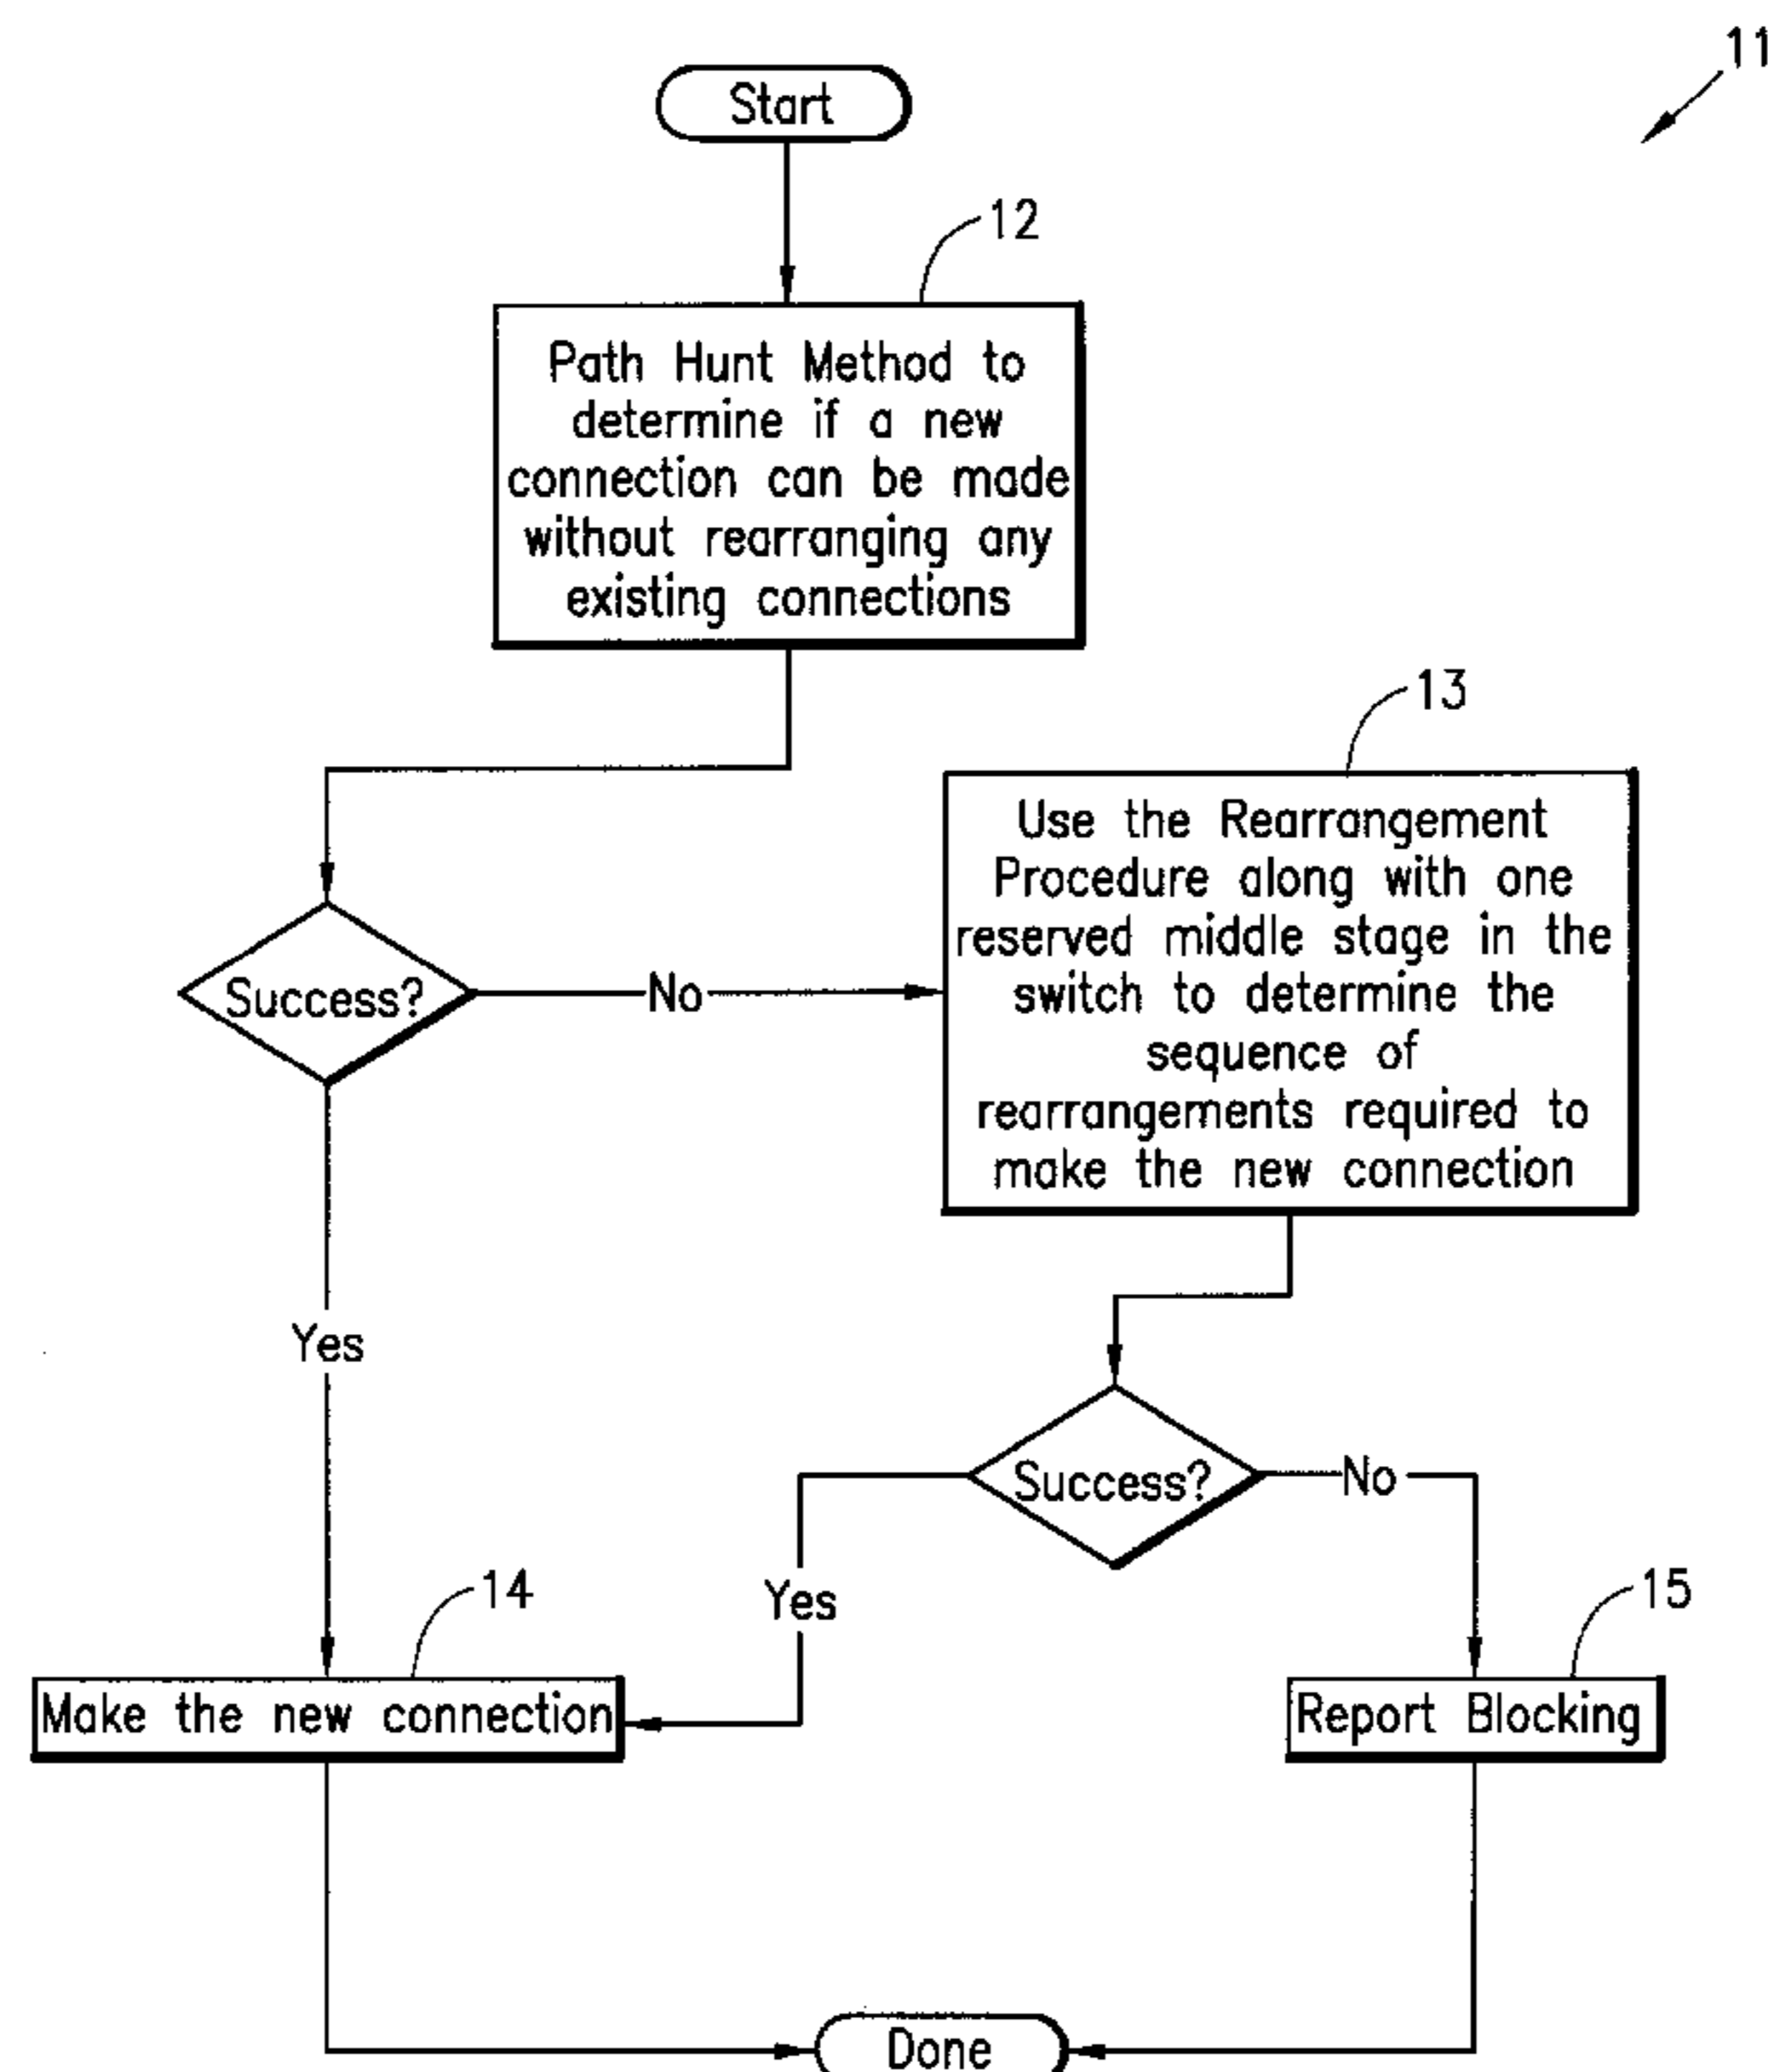 11
Start
12
Path Hunt Method to
determine if a new
connection can be made
without rearranging any
existing connections
13
Use the Rearrangement
Procedure along with one
reserved middle stage in the
switch to determine the
sequence of
rearrangements required to
make the new connection
Success?
No
Yes
Success?
No
Yes
14
Make the new connection
15
Report Blocking
Done